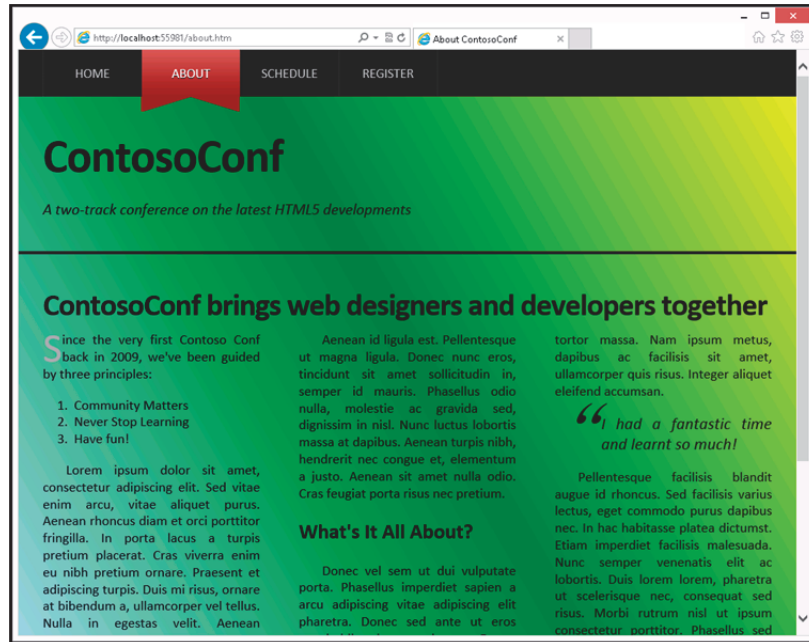 http://localhost:55981/about.htm
About ContosoConf
HOME
ABOUT
SCHEDULE
REGISTER
ContosoConf
A two-track conference on the latest HTML5 developments
ContosoConf brings web designers and developers together
Since the very first Contoso Conf
back in 2009, we've been guided
by three principles:
1. Community Matters
2. Never Stop Learning
3. Have fun!
Lorem ipsum dolor sit amet,
consectetur adipiscing elit. Sed vitae
enim arcu, vitae aliquet purus.
Aenean rhoncus diam et orci porttitor
fringilla. In porta lacus a turpis
pretium placerat. Cras viverra enim
eu nibh pretium ornare. Praesent et
adipiscing turpis. Duis mi risus, ornare
at bibendum a, ullamcorper vel tellus.
Nulla in egestas velit. Aenean
Aenean id ligula est. Pellentesque
ut magna ligula. Donec nunc eros,
tincidunt sit amet sollicitudin in,
semper id mauris. Phasellus odio
nulla, molestie ac gravida sed,
dignissim in nisl. Nunc luctus lobortis
massa at dapibus. Aenean turpis nibh,
hendrerit nec congue et, elementum
a justo. Aenean sit amet nulla odio.
Cras feugiat porta risus nec pretium.
What's It All About?
Donec vel sem ut dui vulputate
porta. Phasellus imperdiet sapien a
arcu adipiscing vitae adipiscing elit
pharetra. Donec sed ante ut eros
tortor massa. Nam ipsum metus,
dapibus ac facilisis sit amet,
ullamcorper quis risus. Integer aliquet
eleifend accumsan.
“I had a fantastic time
and learnt so much!
Pellentesque facilisis blandit
augue id rhoncus. Sed facilisis varius
lectus, eget commodo purus dapibus
nec. In hac habitasse platea dictumst.
Etiam imperdiet facilisis malesuada.
Nunc semper venenatis elit ac
lobortis. Duis lorem lorem, pharetra
ut scelerisque nec, consequat sed
risus. Morbi rutrum nisl ut ipsum
consectetur porttitor. Phasellus sed